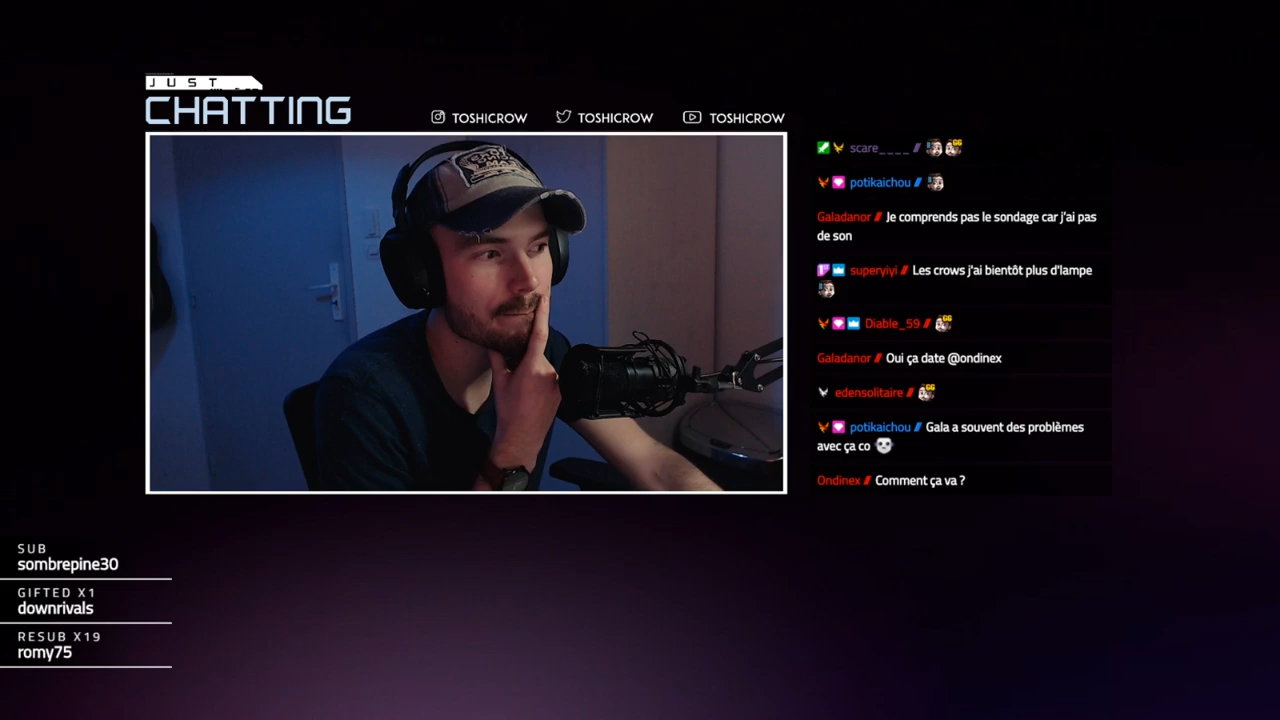 JUST
CHATTING
TOSHICROW TOSHICROW TOSHICROW
scare____ //
potikaichou //
Galadanor // Je comprends pas le sondage car j'ai pas
de son
superyiyi // Les crows j'ai bientôt plus d'lampe
Diable_59 //
Galadanor // Oui ça date @ondinex
edensolitaire //
potikaichou // Gala a souvent des problèmes
avec ça co
Ondinex // Comment ça va ?
SUB
sombrepine30
GIFTED X1
downrivals
RESUB X19
romy75